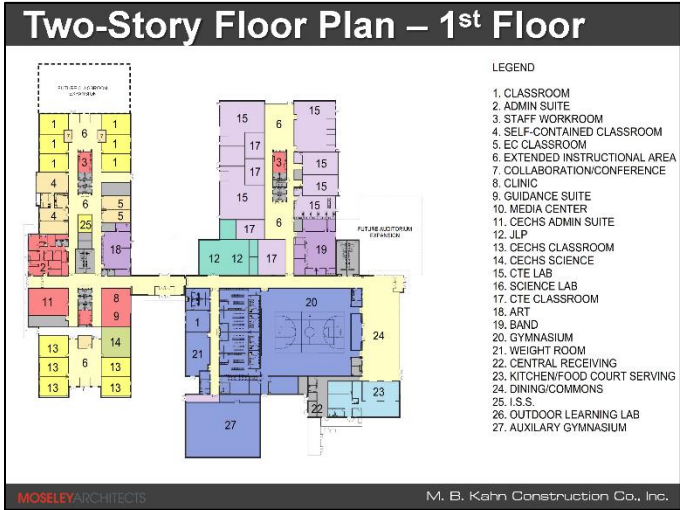 Two-Story Floor Plan – 1st Floor
LEGEND
1. CLASSROOM
2. ADMIN SUITE
3. STAFF WORKROOM
4. SELF-CONTAINED CLASSROOM
5. EC CLASSROOM
6. EXTENDED INSTRUCTIONAL AREA
7. COLLABORATION/CONFERENCE
8. CLINIC
9. GUIDANCE SUITE
10. MEDIA CENTER
11. CECHS ADMIN SUITE
12. JLP
13. CECHS CLASSROOM
14. CECHS SCIENCE
15. CTE LAB
16. SCIENCE LAB
17. CTE CLASSROOM
18. ART
19. BAND
20. GYMNASIUM
21. WEIGHT ROOM
22. CENTRAL RECEIVING
23. KITCHEN/FOOD COURT SERVING
24. DINING/COMMONS
25. I.S.S.
26. OUTDOOR LEARNING LAB
27. AUXILARY GYMNASIUM
FUTURE CLASSROOM
EXPANSION
1 6 1
1 1
1 3 1
4 6
4 5
5
25
18
2
11 8
9
14
13 13
13 6 13
13 13
15 6 15
15 17
17 3 15
15 15
15 6 15
17
12 12 17 19
FUTURE AUDITORIUM
EXPANSION
20
1
21
24
27
22
23
MOSELEYARCHITECTS
M. B. Kahn Construction Co., Inc.